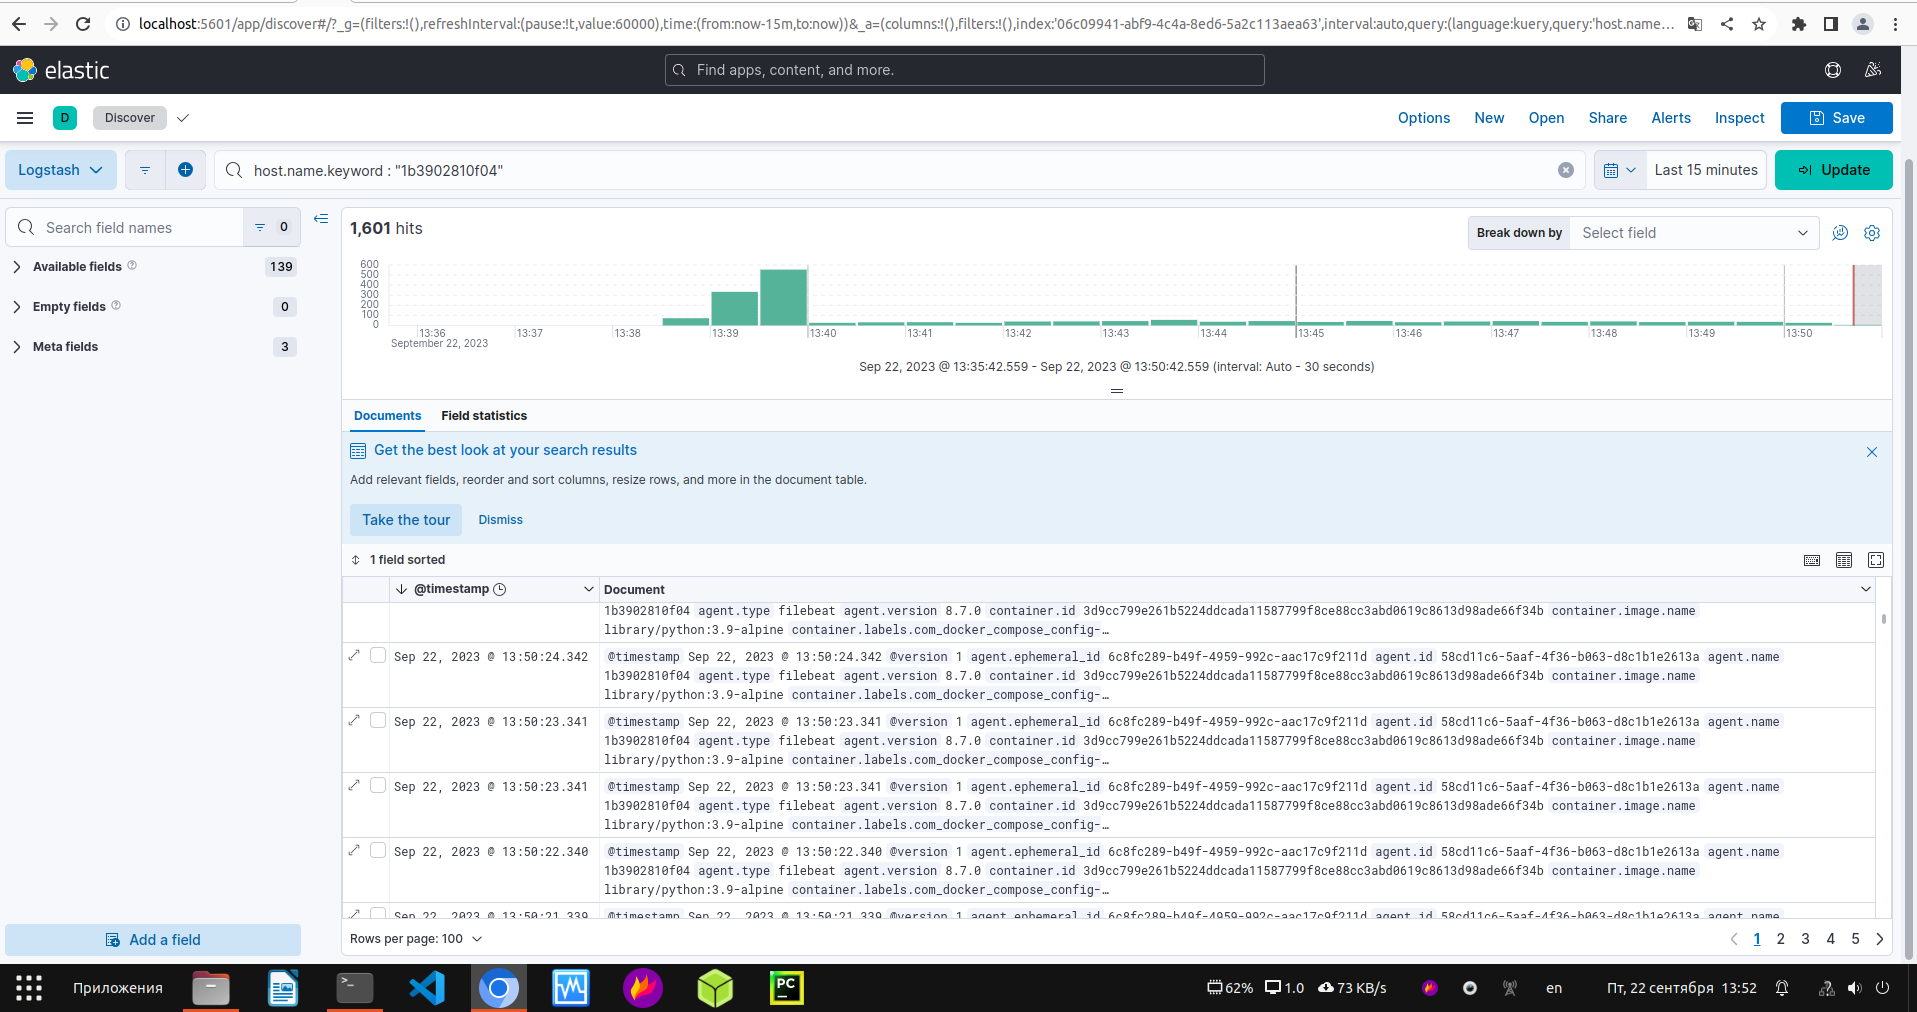 localhost:5601/app/discover#/?_g=(filters:!(),refreshInterval:(pause:!t,value:60000),time:(from:now-15m,to:now))&_a=(columns:!(),filters:!(),index:'06c09941-abf9-4c4a-8ed6-5a2c113aea63',interval:auto,query:(language:kuery,query:'host.name…
elastic
Find apps, content, and more.
D Discover Options New Open Share Alerts Inspect Save
Logstash host.name.keyword : "1b3902810f04" Last 15 minutes Update
Search field names 0
Available fields 139
Empty fields 0
Meta fields 3
Add a field
1,601 hits
Break down by Select field
600
500
400
300
200
100
0
13:36 13:37 13:38 13:39 13:40 13:41 13:42 13:43 13:44 13:45 13:46 13:47 13:48 13:49 13:50
September 22, 2023
Sep 22, 2023 @ 13:35:42.559 - Sep 22, 2023 @ 13:50:42.559 (interval: Auto - 30 seconds)
Documents Field statistics
Get the best look at your search results
Add relevant fields, reorder and sort columns, resize rows, and more in the document table.
Take the tour Dismiss
1 field sorted
@timestamp Document
1b3902810f04 agent.type filebeat agent.version 8.7.0 container.id 3d9cc799e261b5224ddcada11587799f8ce88cc3abd0619c8613d98ade66f34b container.image.name
library/python:3.9-alpine container.labels.com_docker_compose_config-…
Sep 22, 2023 @ 13:50:24.342 @timestamp Sep 22, 2023 @ 13:50:24.342 @version 1 agent.ephemeral_id 6c8fc289-b49f-4959-992c-aac17c9f211d agent.id 58cd11c6-5aaf-4f36-b063-d8c1b1e2613a agent.name
1b3902810f04 agent.type filebeat agent.version 8.7.0 container.id 3d9cc799e261b5224ddcada11587799f8ce88cc3abd0619c8613d98ade66f34b container.image.name
library/python:3.9-alpine container.labels.com_docker_compose_config-…
Sep 22, 2023 @ 13:50:23.341 @timestamp Sep 22, 2023 @ 13:50:23.341 @version 1 agent.ephemeral_id 6c8fc289-b49f-4959-992c-aac17c9f211d agent.id 58cd11c6-5aaf-4f36-b063-d8c1b1e2613a agent.name
1b3902810f04 agent.type filebeat agent.version 8.7.0 container.id 3d9cc799e261b5224ddcada11587799f8ce88cc3abd0619c8613d98ade66f34b container.image.name
library/python:3.9-alpine container.labels.com_docker_compose_config-…
Sep 22, 2023 @ 13:50:23.341 @timestamp Sep 22, 2023 @ 13:50:23.341 @version 1 agent.ephemeral_id 6c8fc289-b49f-4959-992c-aac17c9f211d agent.id 58cd11c6-5aaf-4f36-b063-d8c1b1e2613a agent.name
1b3902810f04 agent.type filebeat agent.version 8.7.0 container.id 3d9cc799e261b5224ddcada11587799f8ce88cc3abd0619c8613d98ade66f34b container.image.name
library/python:3.9-alpine container.labels.com_docker_compose_config-…
Sep 22, 2023 @ 13:50:22.340 @timestamp Sep 22, 2023 @ 13:50:22.340 @version 1 agent.ephemeral_id 6c8fc289-b49f-4959-992c-aac17c9f211d agent.id 58cd11c6-5aaf-4f36-b063-d8c1b1e2613a agent.name
1b3902810f04 agent.type filebeat agent.version 8.7.0 container.id 3d9cc799e261b5224ddcada11587799f8ce88cc3abd0619c8613d98ade66f34b container.image.name
library/python:3.9-alpine container.labels.com_docker_compose_config-…
Sep 22, 2023 @ 13:50:21.339 @timestamp Sep 22, 2023 @ 13:50:21.339 @version 1 agent.ephemeral_id 6c8fc289-b49f-4959-992c-aac17c9f211d agent.id 58cd11c6-5aaf-4f36-b063-d8c1b1e2613a agent.name
Rows per page: 100 1 2 3 4 5
Приложения PC 62% 1.0 73 KB/s en Пт, 22 сентября 13:52